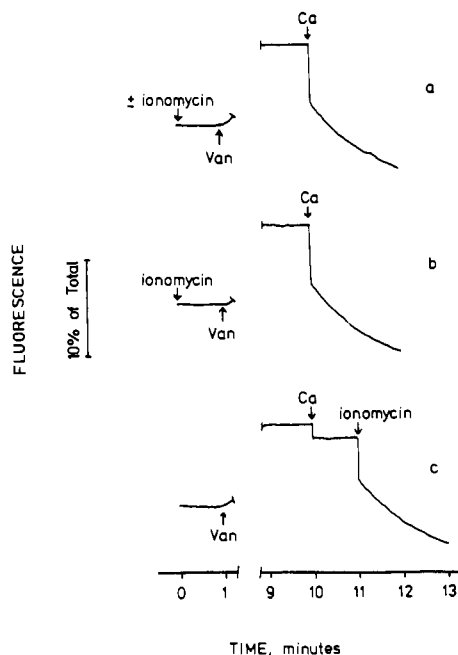 Ca
a
± ionomycin
Van
Ca
b
ionomycin
Van
Ca
ionomycin
c
Van
FLUORESCENCE
10% of Total
0 1 9 10 11 12 13
TIME, minutes